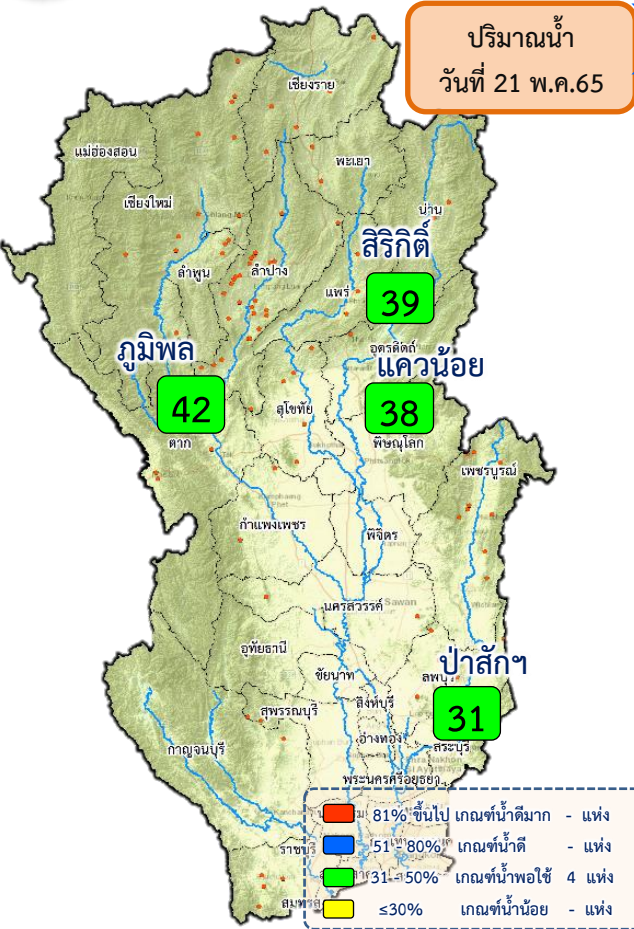 ปริมาณน้ำ
วันที่ 21 พ.ค.65
เชียงราย
แม่ฮ่องสอน
พะเยา
เชียงใหม่
น่าน
สิริกิติ์
ลำพูน
ลำปาง
แพร่
39
ภูมิพล
อุตรดิตถ์
แควน้อย
42
สุโขทัย
38
ตาก
พิษณุโลก
เพชรบูรณ์
กำแพงเพชร
พิจิตร
นครสวรรค์
Sawan
อุทัยธานี
ป่าสักฯ
ชัยนาท
ลพบุรี
สิงห์บุรี
สุพรรณบุรี
31
อ่างทอง
กาญจนบุรี
สระบุรี
พระนครศรีอยุธยา
81% ขึ้นไป เกณฑ์น้ำดีมาก - แห่ง
ราชบุรี
51 - 80% เกณฑ์น้ำดี - แห่ง
31 - 50% เกณฑ์น้ำพอใช้ 4 แห่ง
สมุทรส
≤30% เกณฑ์น้ำน้อย - แห่ง